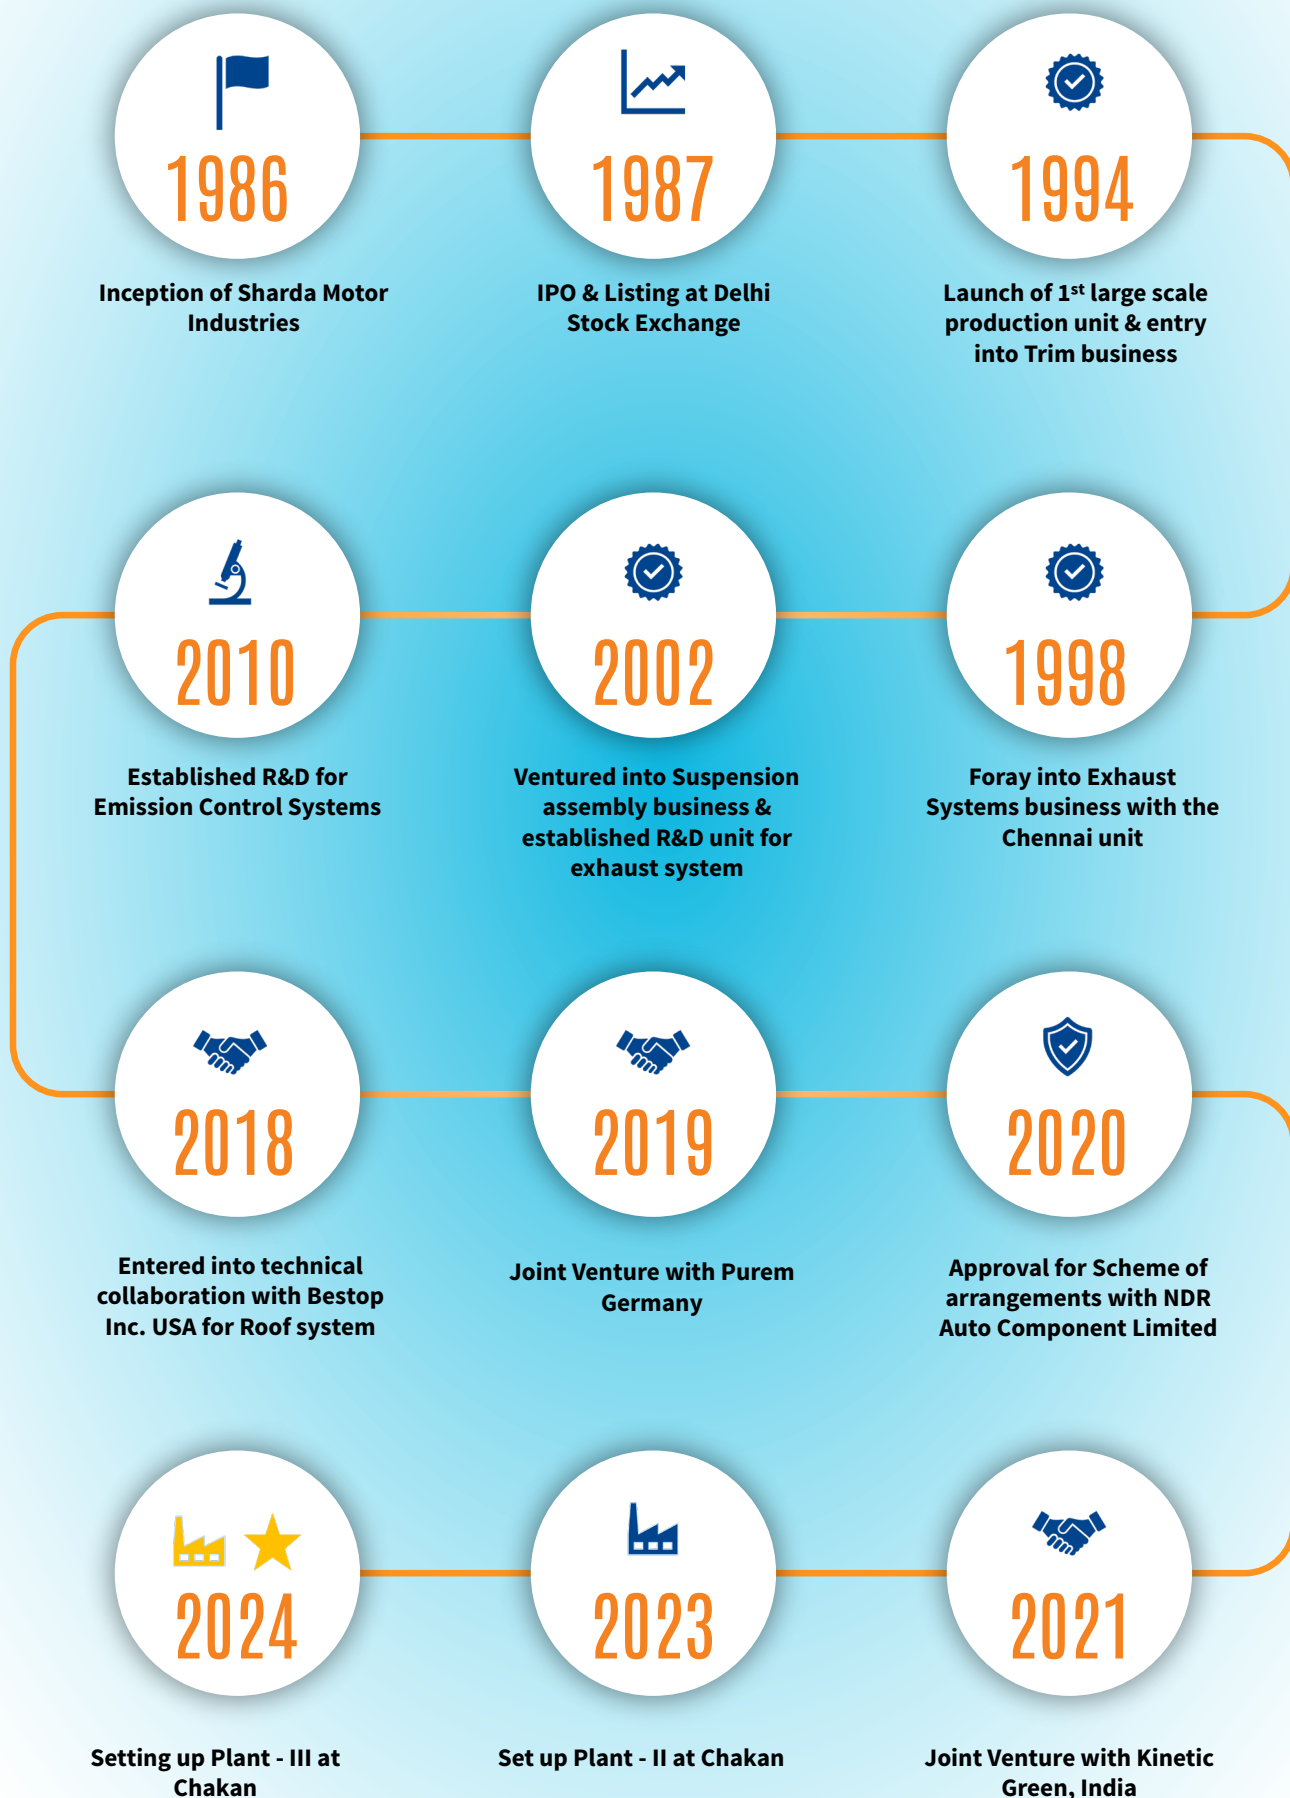 1986
Inception of Sharda Motor
Industries
1987
IPO & Listing at Delhi
Stock Exchange
1994
Launch of 1st large scale
production unit & entry
into Trim business
1998
Foray into Exhaust
Systems business with the
Chennai unit
2002
Ventured into Suspension
assembly business &
established R&D unit for
exhaust system
2010
Established R&D for
Emission Control Systems
2018
Entered into technical
collaboration with Bestop
Inc. USA for Roof system
2019
Joint Venture with Purem
Germany
2020
Approval for Scheme of
arrangements with NDR
Auto Component Limited
2021
Joint Venture with Kinetic
Green, India
2023
Set up Plant - II at Chakan
2024
Setting up Plant - III at
Chakan